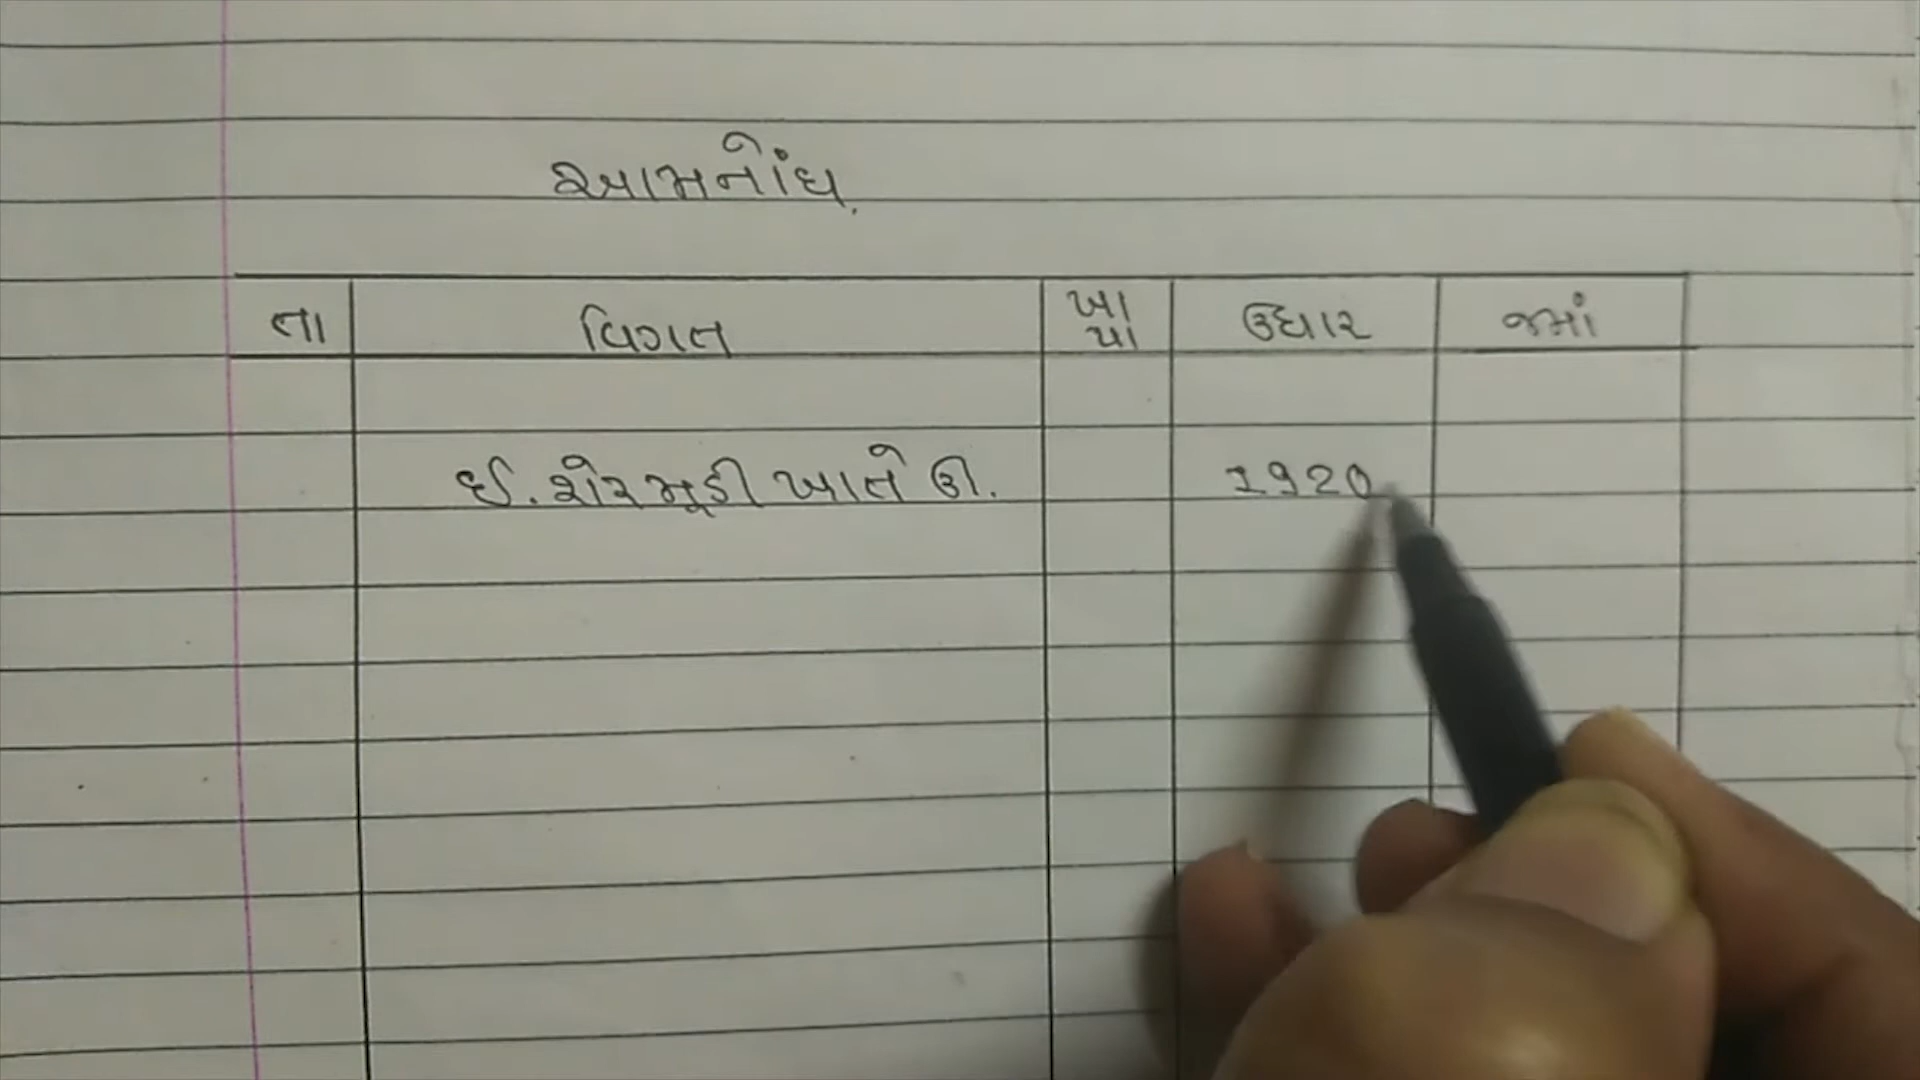 આમનોંધ.
તા વિગત ખા પા ઉધાર જમાં
ઈ. શેરમૂડી ખાતે ઉ. 1920